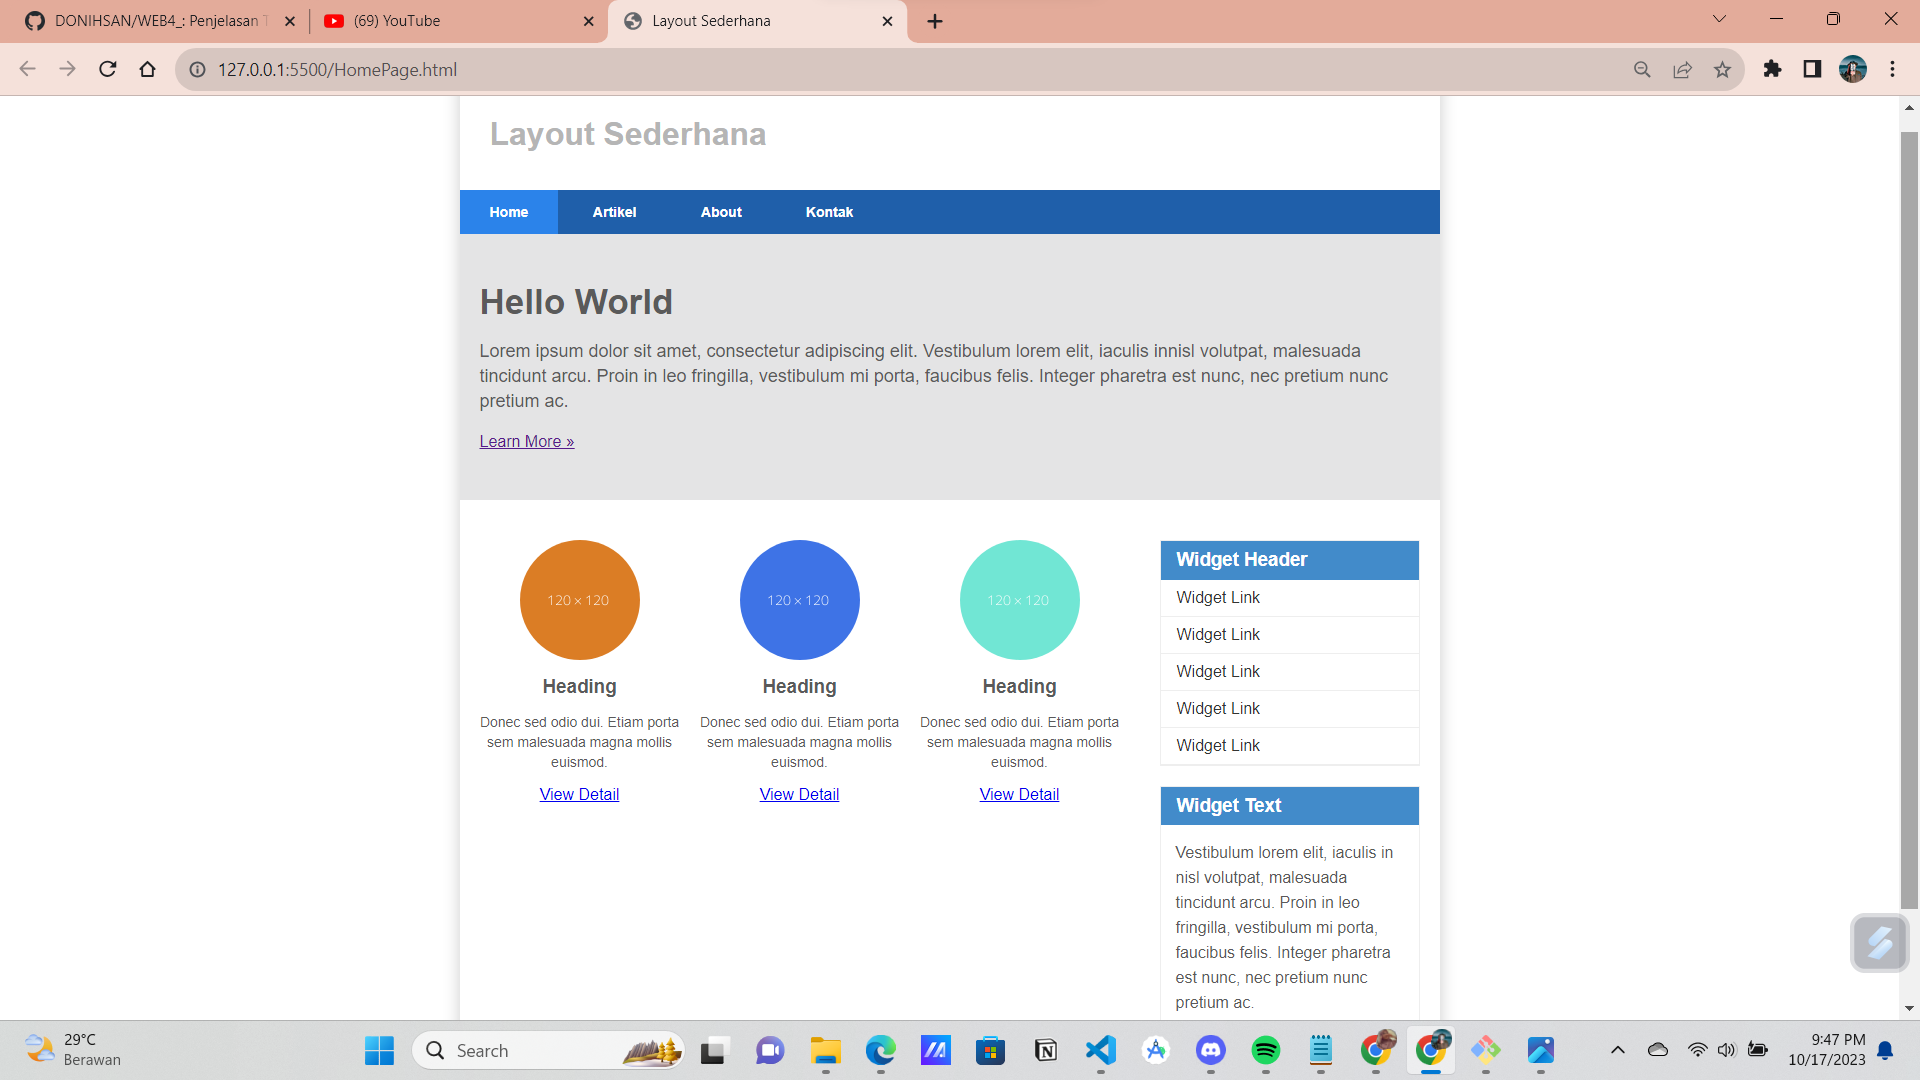 DONIHSAN/WEB4_: Penjelasan T
(69) YouTube
Layout Sederhana
127.0.0.1:5500/HomePage.html
Layout Sederhana
Home Artikel About Kontak
Hello World
Lorem ipsum dolor sit amet, consectetur adipiscing elit. Vestibulum lorem elit, iaculis innisl volutpat, malesuada
tincidunt arcu. Proin in leo fringilla, vestibulum mi porta, faucibus felis. Integer pharetra est nunc, nec pretium nunc
pretium ac.
Learn More »
120 × 120
Heading
Donec sed odio dui. Etiam porta
sem malesuada magna mollis
euismod.
View Detail
120 × 120
Heading
Donec sed odio dui. Etiam porta
sem malesuada magna mollis
euismod.
View Detail
120 × 120
Heading
Donec sed odio dui. Etiam porta
sem malesuada magna mollis
euismod.
View Detail
Widget Header
Widget Link
Widget Link
Widget Link
Widget Link
Widget Link
Widget Text
Vestibulum lorem elit, iaculis in
nisl volutpat, malesuada
tincidunt arcu. Proin in leo
fringilla, vestibulum mi porta,
faucibus felis. Integer pharetra
est nunc, nec pretium nunc
pretium ac.
29°C
Berawan
Search
9:47 PM
10/17/2023